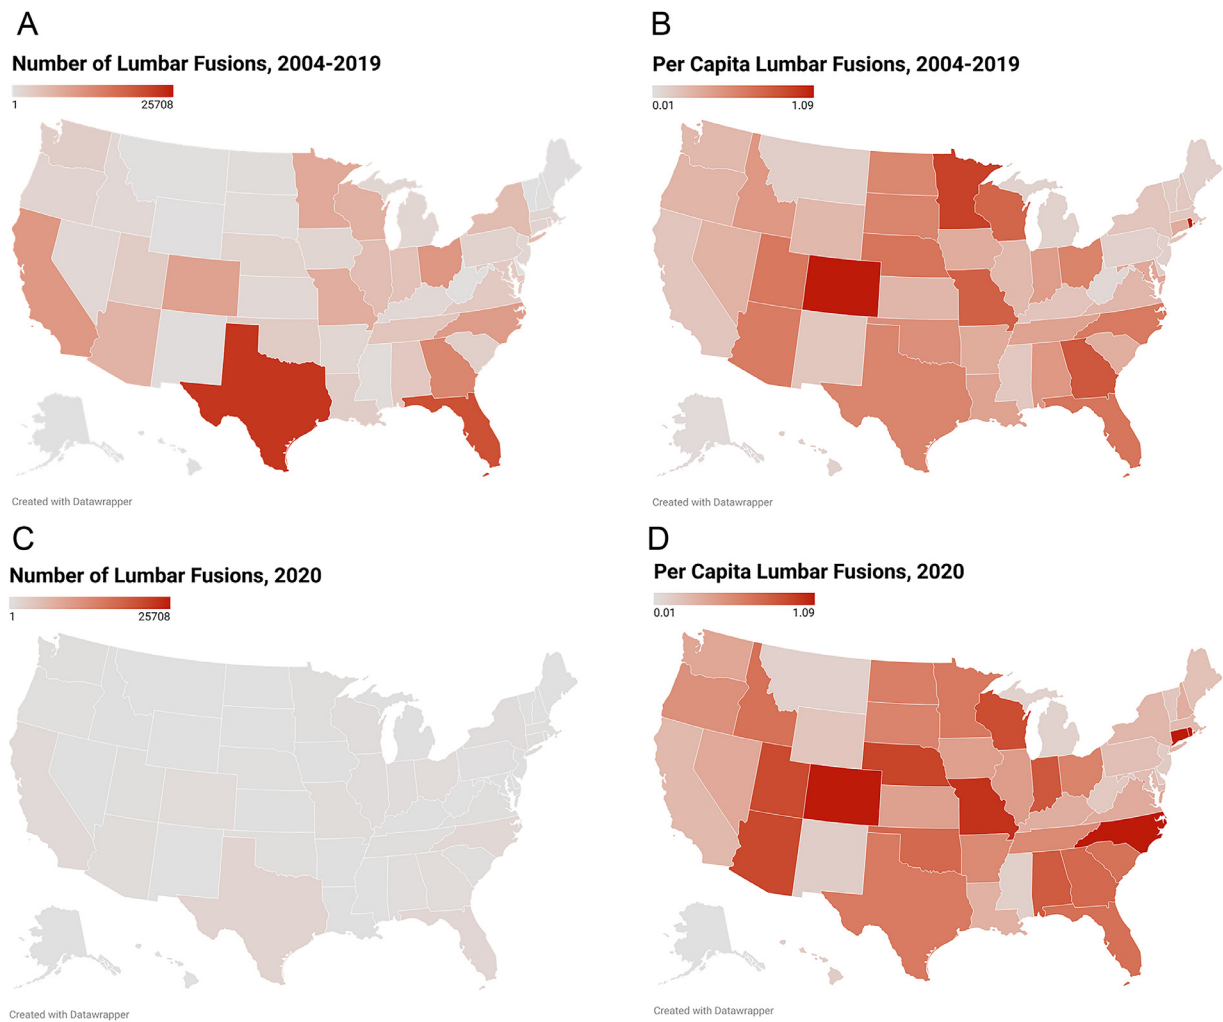 A
Number of Lumbar Fusions, 2004-2019
1 25708
Created with Datawrapper
B
Per Capita Lumbar Fusions, 2004-2019
0.01 1.09
Created with Datawrapper
C
Number of Lumbar Fusions, 2020
1 25708
Created with Datawrapper
D
Per Capita Lumbar Fusions, 2020
0.01 1.09
Created with Datawrapper